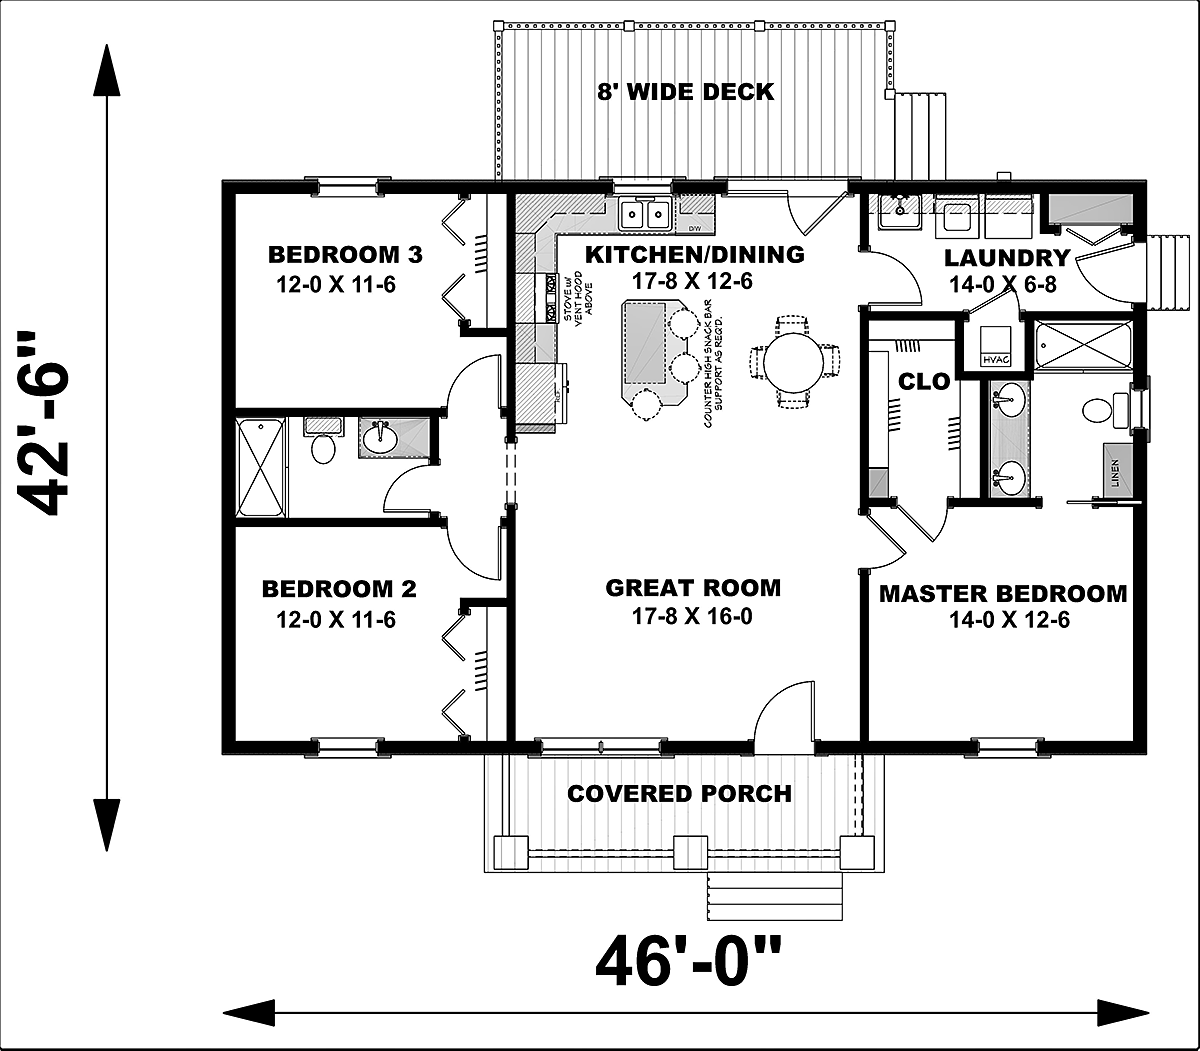 8' WIDE DECK
BEDROOM 3
12-0 X 11-6
D/W
KITCHEN/DINING
17-8 X 12-6
LAUNDRY
14-0 X 6-8
STOVE w/
VENT HOOD
ABOVE
COUNTER HIGH SNACK BAR
SUPPORT AS REQ'D.
HVAC
CLO
REF.
LINEN
42'-6"
BEDROOM 2
12-0 X 11-6
GREAT ROOM
17-8 X 16-0
MASTER BEDROOM
14-0 X 12-6
COVERED PORCH
46'-0"